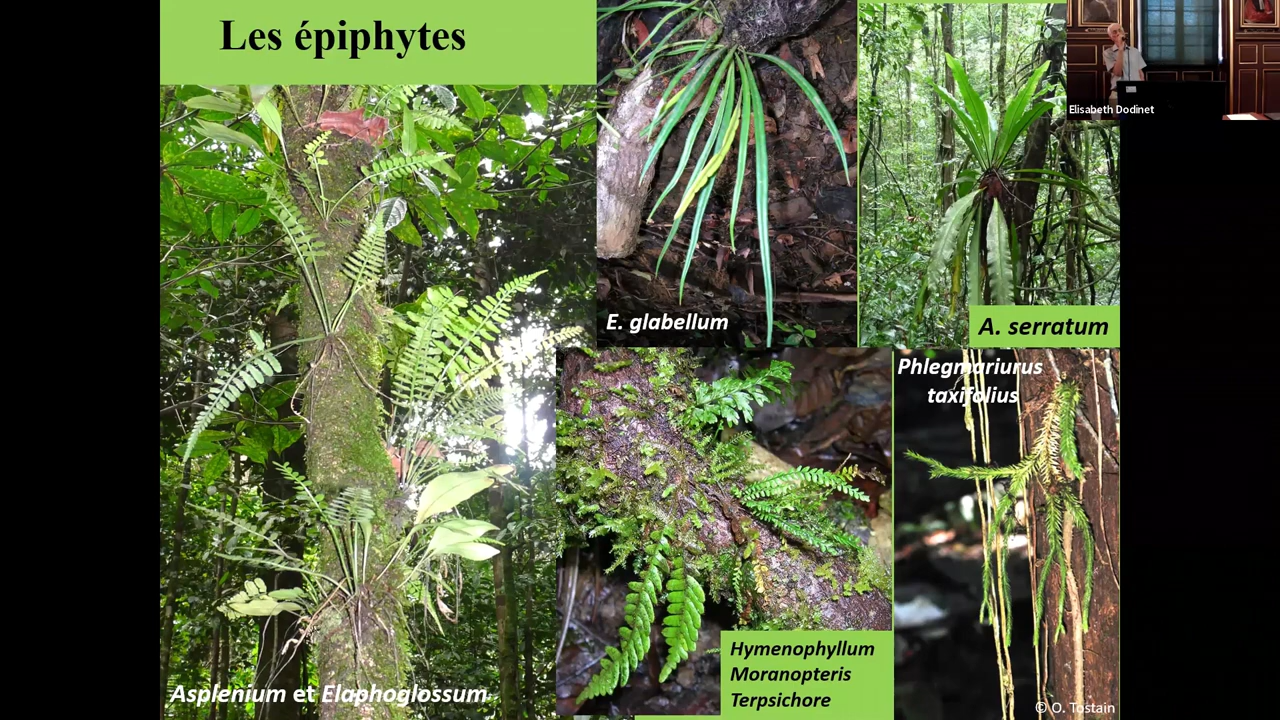 Les épiphytes
Elisabeth Dodinet
E. glabellum
A. serratum
Phlegmariurus
taxifolius
Hymenophyllum
Moranopteris
Terpsichore
Asplenium et Elaphoglossum
© O. Tostain